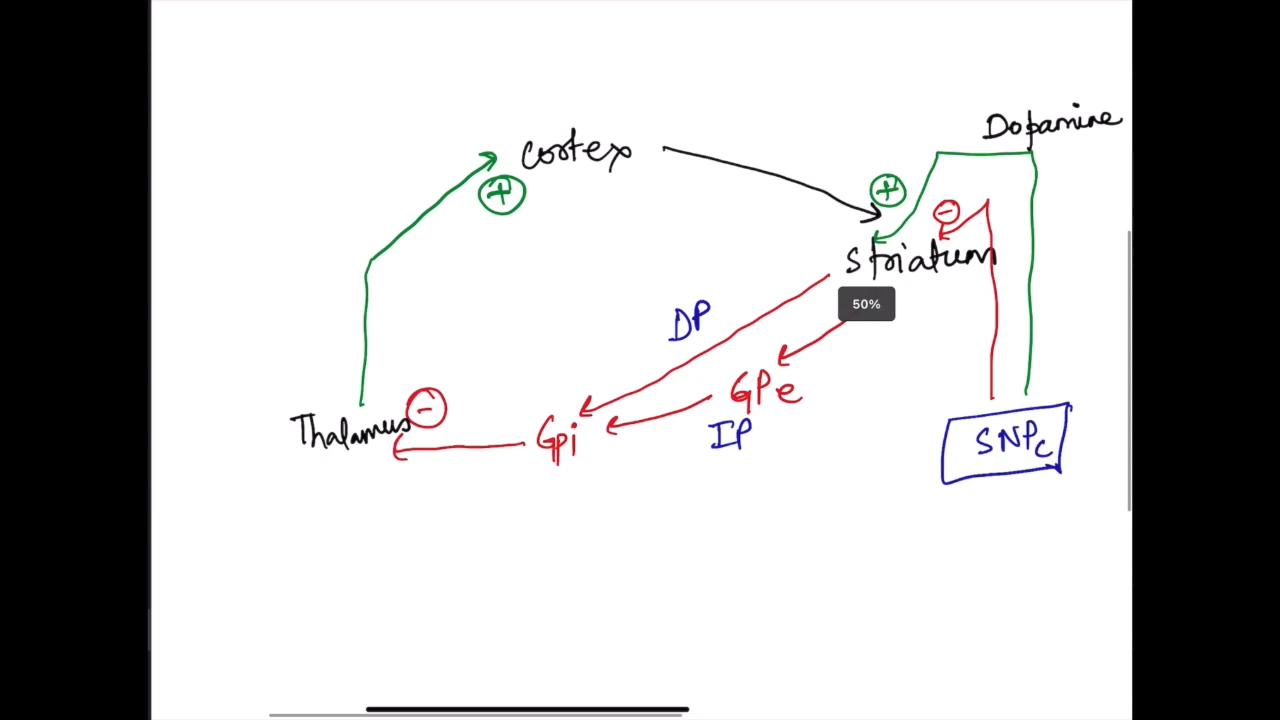 Dopamine
Cortex
+
+
-
Striatum
50%
DP
GPe
Thalamus
-
Gpi
IP
SNPc